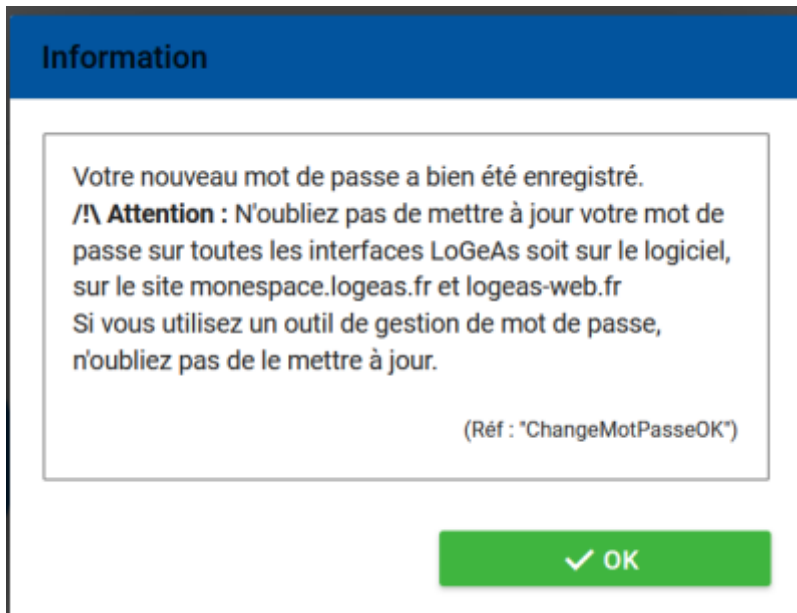 Information
Votre nouveau mot de passe a bien été enregistré.
/!\ Attention : N'oubliez pas de mettre à jour votre mot de
passe sur toutes les interfaces LoGeAs soit sur le logiciel,
sur le site monespace.logeas.fr et logeas-web.fr
Si vous utilisez un outil de gestion de mot de passe,
n'oubliez pas de le mettre à jour.
(Réf : "ChangeMotPasseOK")
OK